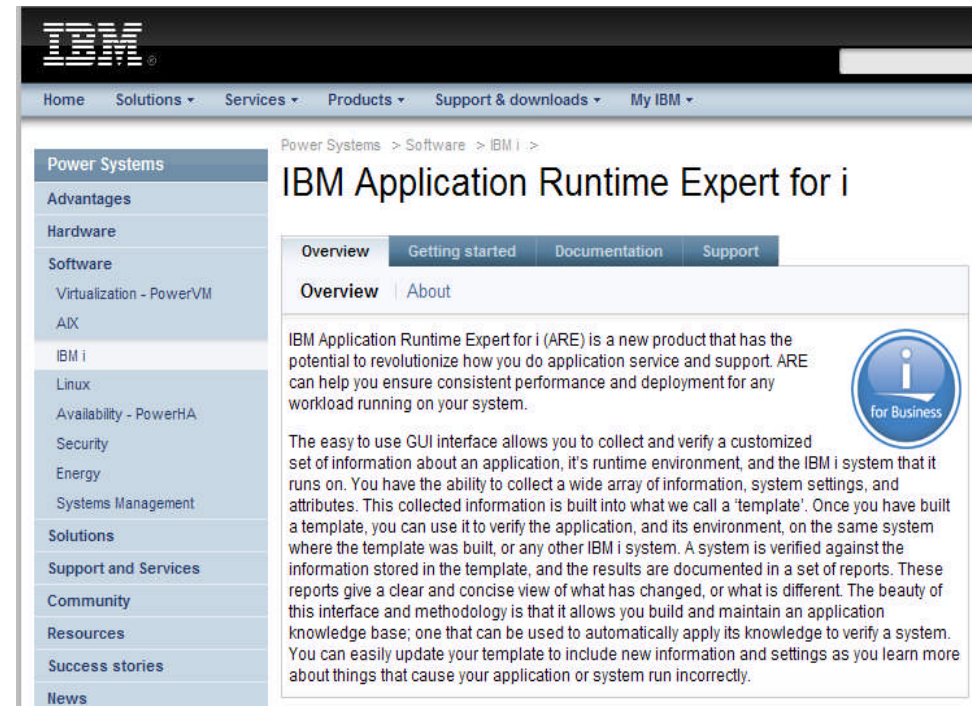 IBM®
Home Solutions Services Products Support & downloads My IBM
Power Systems > Software > IBM i >
IBM Application Runtime Expert for i
Power Systems
Advantages
Hardware
Software
Virtualization - PowerVM
AIX
IBM i
Linux
Availability - PowerHA
Security
Energy
Systems Management
Solutions
Support and Services
Community
Resources
Success stories
News
Overview Getting started Documentation Support
Overview | About
IBM Application Runtime Expert for i (ARE) is a new product that has the
potential to revolutionize how you do application service and support. ARE
can help you ensure consistent performance and deployment for any
workload running on your system.
i
for Business
The easy to use GUI interface allows you to collect and verify a customized
set of information about an application, it's runtime environment, and the IBM i system that it
runs on. You have the ability to collect a wide array of information, system settings, and
attributes. This collected information is built into what we call a 'template'. Once you have built
a template, you can use it to verify the application, and its environment, on the same system
where the template was built, or any other IBM i system. A system is verified against the
information stored in the template, and the results are documented in a set of reports. These
reports give a clear and concise view of what has changed, or what is different. The beauty of
this interface and methodology is that it allows you build and maintain an application
knowledge base; one that can be used to automatically apply its knowledge to verify a system.
You can easily update your template to include new information and settings as you learn more
about things that cause your application or system run incorrectly.